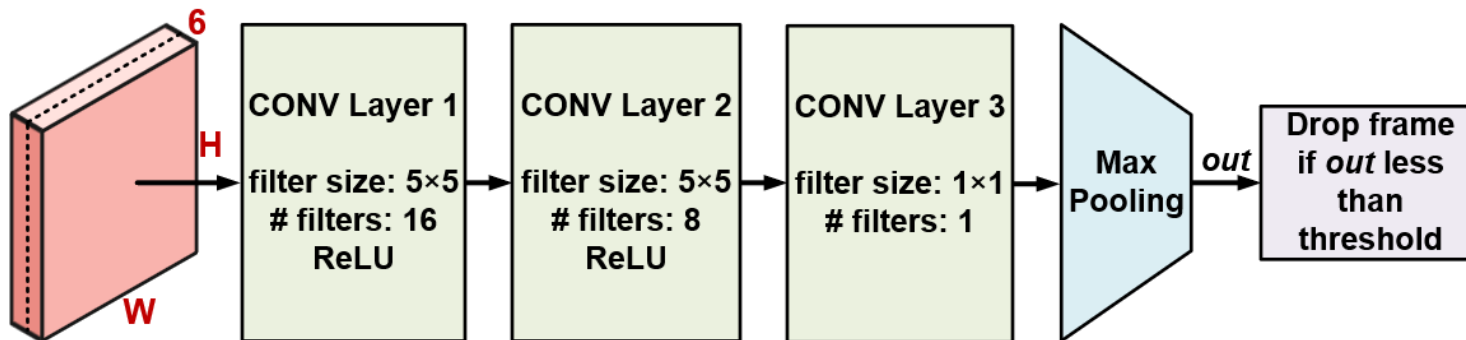 6
H
W
CONV Layer 1
filter size: 5×5
# filters: 16
ReLU
CONV Layer 2
filter size: 5×5
# filters: 8
ReLU
CONV Layer 3
filter size: 1×1
# filters: 1
Max
Pooling
out
Drop frame
if out less
than
threshold